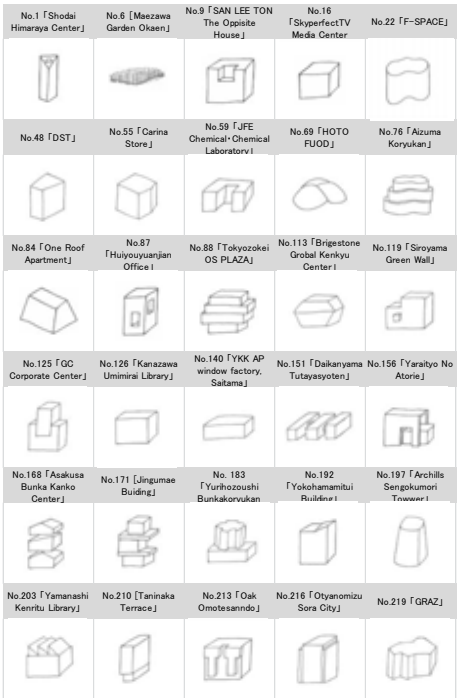 No.1「Shodai
Himaraya Center」
No.6 [Maezawa
Garden Okaen」
No.9「SAN LEE TON
The Oppisite
House」
No.16
「SkyperfectTV
Media Center
No.22「F-SPACE」
No.48「DST」
No.55「Carina
Store」
No.59「JFE
Chemical・Chemical
Laboratory」
No.69「HOTO
FUOD」
No.76「Aizuma
Koryukan」
No.84「One Roof
Apartment」
No.87
「Huiyouyuanjian
Office」
No.88「Tokyozokei
OS PLAZA」
No.113「Brigestone
Grobal Kenkyu
Center」
No.119「Siroyama
Green Wall」
No.125「GC
Corporate Center」
No.126「Kanazawa
Umimirai Library」
No.140「YKK AP
window factory,
Saitama」
No.151「Daikanyama
Tutayasyoten」
No.156「Yaraityo No
Atorie」
No.168「Asakusa
Bunka Kanko
Center」
No.171 [Jingumae
Buiding」
No. 183
「Yurihozoushi
Bunkakoryukan
No.192
「Yokohamamitui
Building」
No.197「Archills
Sengokumori
Towwer」
No.203「Yamanashi
Kenritu Library」
No.210 [Taninaka
Terrace」
No.213「Oak
Omotesanndo」
No.216「Otyanomizu
Sora City」
No.219「GRAZ」